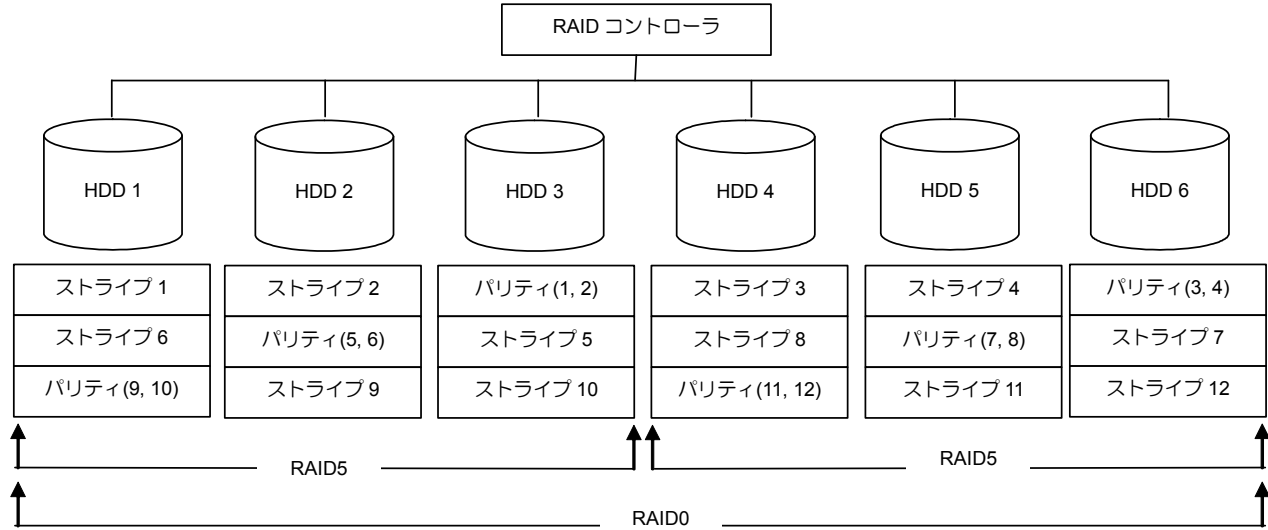 RAID コントローラ
HDD 1
HDD 2
HDD 3
HDD 4
HDD 5
HDD 6
ストライプ 1
ストライプ 2
パリティ(1, 2)
ストライプ 3
ストライプ 4
パリティ(3, 4)
ストライプ 6
パリティ(5, 6)
ストライプ 5
ストライプ 8
パリティ(7, 8)
ストライプ 7
パリティ(9, 10)
ストライプ 9
ストライプ 10
パリティ(11, 12)
ストライプ 11
ストライプ 12
RAID5
RAID5
RAID0